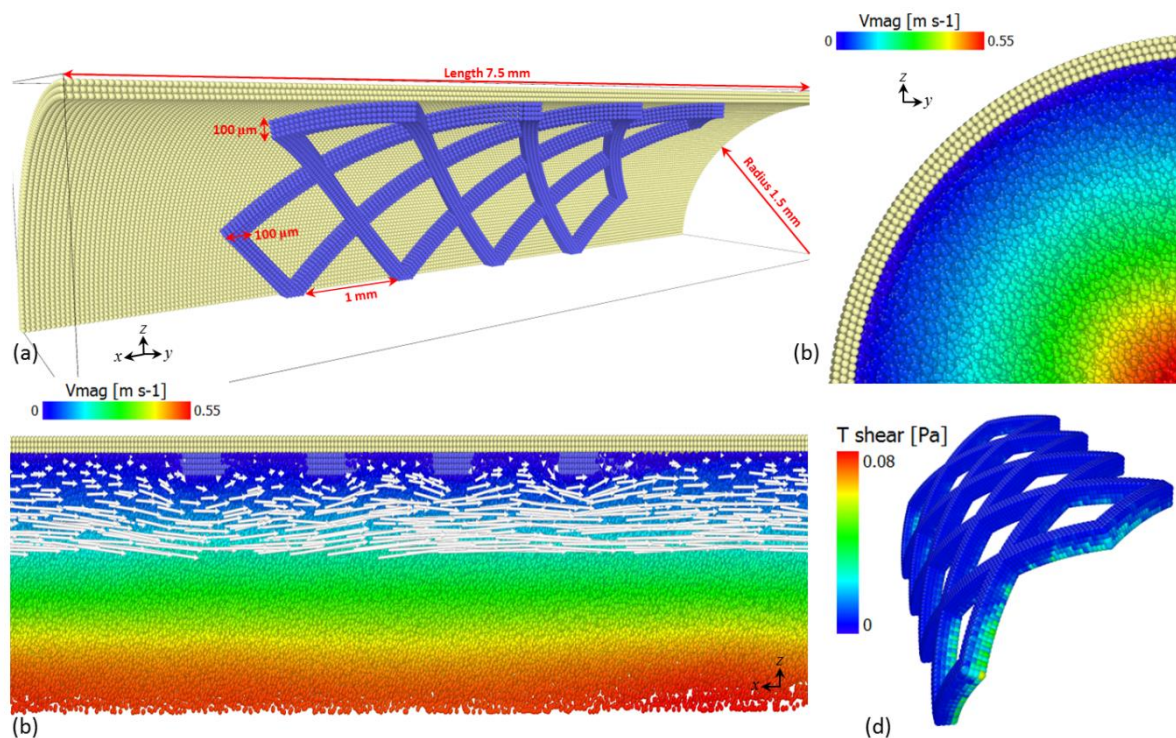 Length 7.5 mm
100 μm
Radius 1.5 mm
100 μm
1 mm
z
x
y
(a)
Vmag [m s-1]
0
0.55
z
y
(b)
Vmag [m s-1]
0
0.55
z
x
(b)
T shear [Pa]
0.08
0
(d)